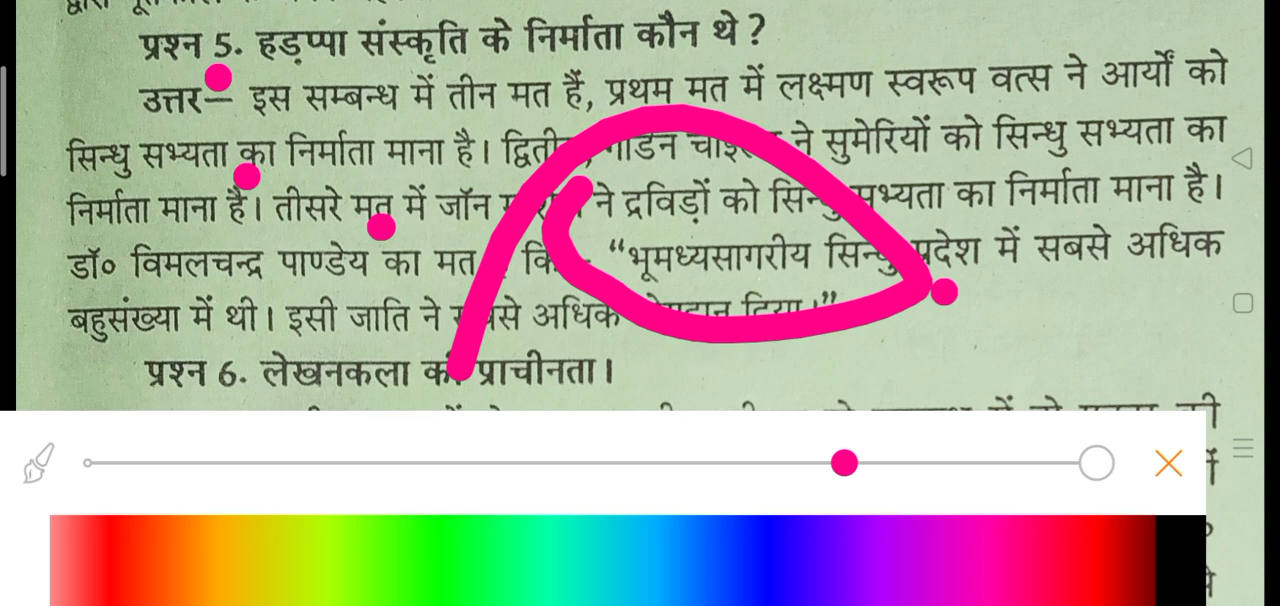 प्रश्न 5. हड़प्पा संस्कृति के निर्माता कौन थे ?
उत्तर— इस सम्बन्ध में तीन मत हैं, प्रथम मत में लक्ष्मण स्वरूप वत्स ने आर्यों को
सिन्धु सभ्यता का निर्माता माना है। ने सुमेरियों को सिन्धु सभ्यता का
निर्माता माना है। तीसरे मत में जॉन ने द्रविड़ों को सभ्यता का निर्माता माना है।
डॉ० विमलचन्द्र पाण्डेय का मत “भूमध्यसागरीय सिन्धु प्रदेश में सबसे अधिक
बहुसंख्या में थी। इसी जाति ने सबसे अधिक दिया।”
प्रश्न 6. लेखनकला की प्राचीनता।